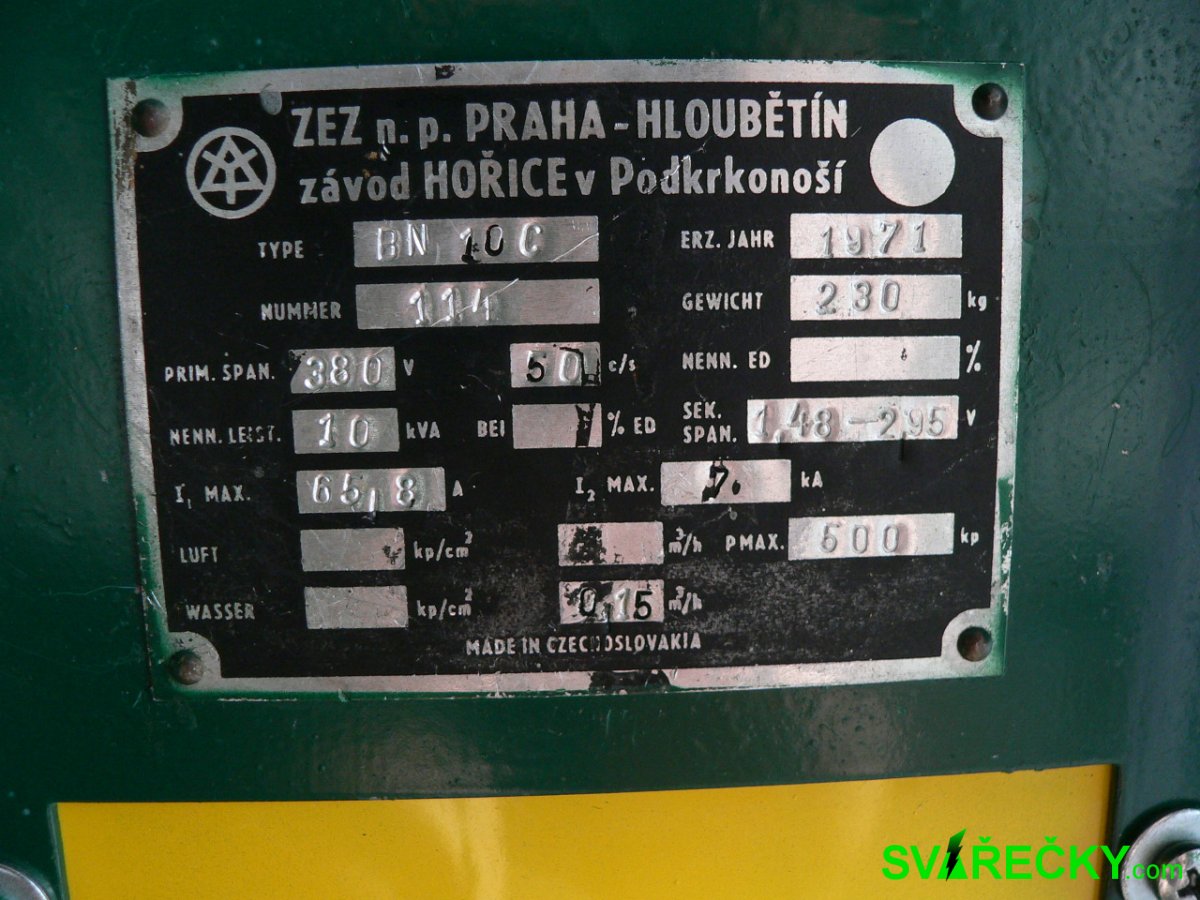 ZEZ n.p. PRAHA - HLOUBĚTÍN
závod HOŘICE v Podkrkonoší
TYPE BN 10 C ERZ. JAHR 1971
NUMMER 114 GEWICHT 230 kg
PRIM. SPAN. 380 V 50 c/s NENN. ED %
NENN. LEIST. 10 kVA BEI % ED SEK. SPAN. 1,48-2,95 V
I₁ MAX. 65,8 A I₂ MAX. 7. kA
LUFT kp/cm² m³/h PMAX. 500 kp
WASSER kp/cm² 0,15 m³/h
MADE IN CZECHOSLOVAKIA
SVÁŘEČKY.com